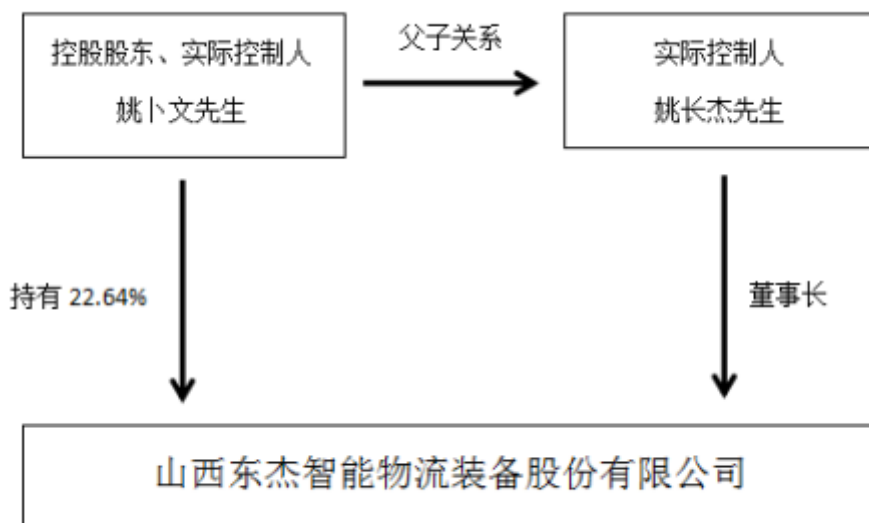 控股股东、实际控制人
姚卜文先生
父子关系
实际控制人
姚长杰先生
持有 22.64%
董事长
山西东杰智能物流装备股份有限公司